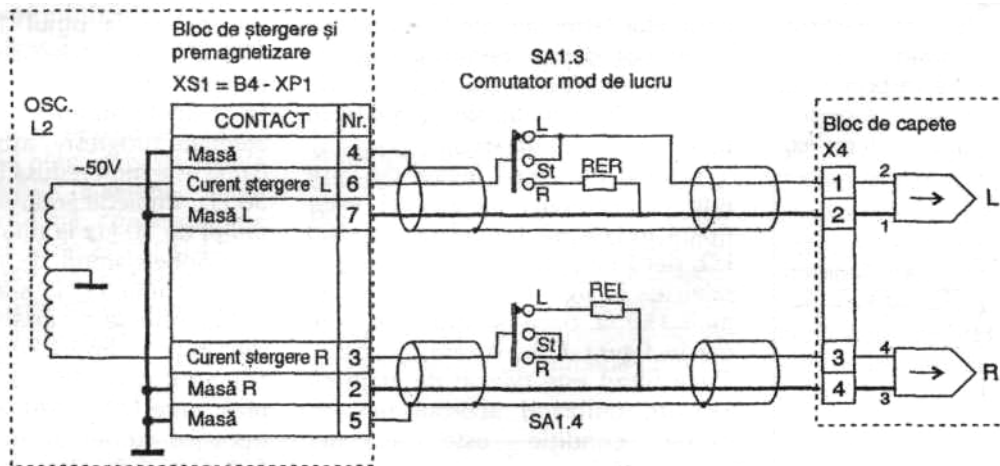 Bloc de ștergere și
premagnetizare
XS1 = B4 - XP1
OSC.
L2
~50V
CONTACT Nr.
Masă 4
Curent ștergere L 6
Masă L 7
Curent ștergere R 3
Masă R 2
Masă 5
SA1.3
Comutator mod de lucru
L
St
R
RER
L
St
R
REL
SA1.4
Bloc de capete
X4
1 2
2 1
L
3 4
4 3
R